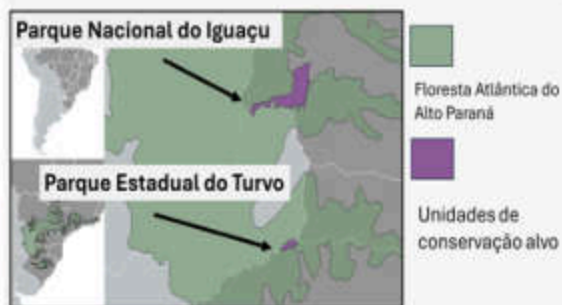 Parque Nacional do Iguaçu
Parque Estadual do Turvo
Floresta Atlântica do
Alto Paraná
Unidades de
conservação alvo